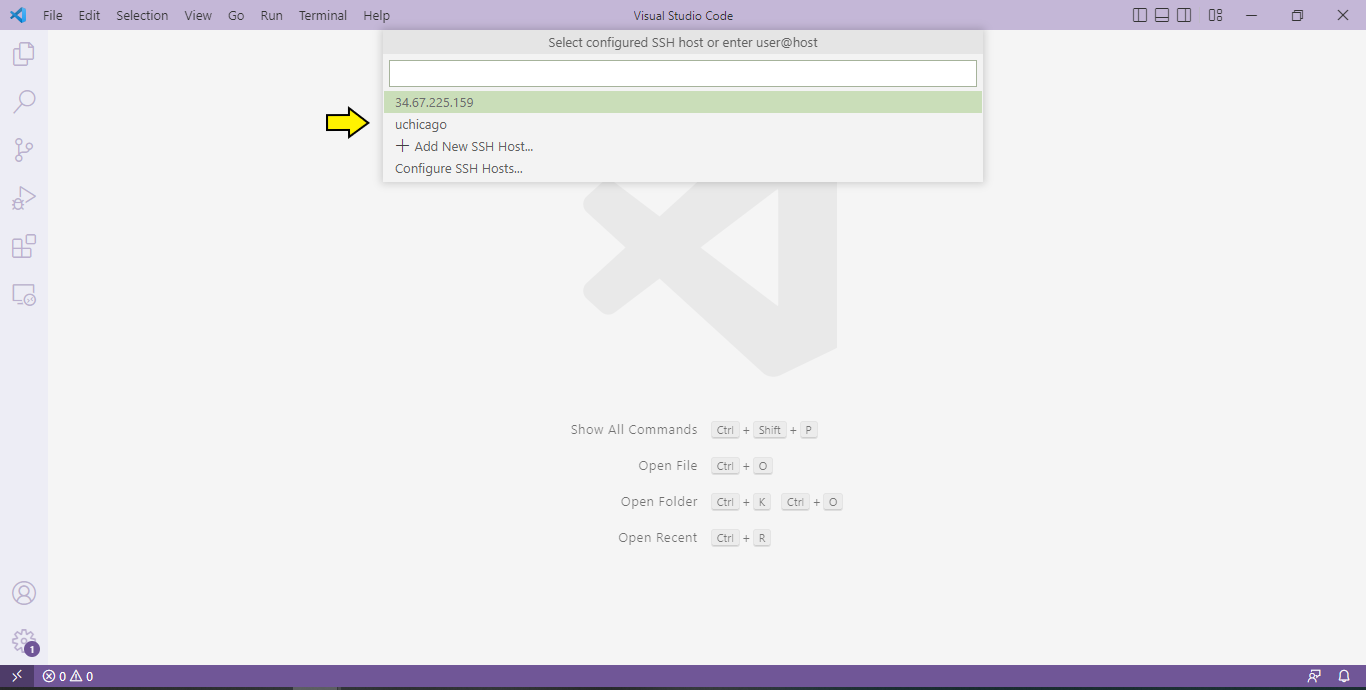 File Edit Selection View Go Run Terminal Help Visual Studio Code
Select configured SSH host or enter user@host
34.67.225.159
uchicago
+ Add New SSH Host...
Configure SSH Hosts...
Show All Commands Ctrl + Shift + P
Open File Ctrl + O
Open Folder Ctrl + K Ctrl + O
Open Recent Ctrl + R
1
0 0